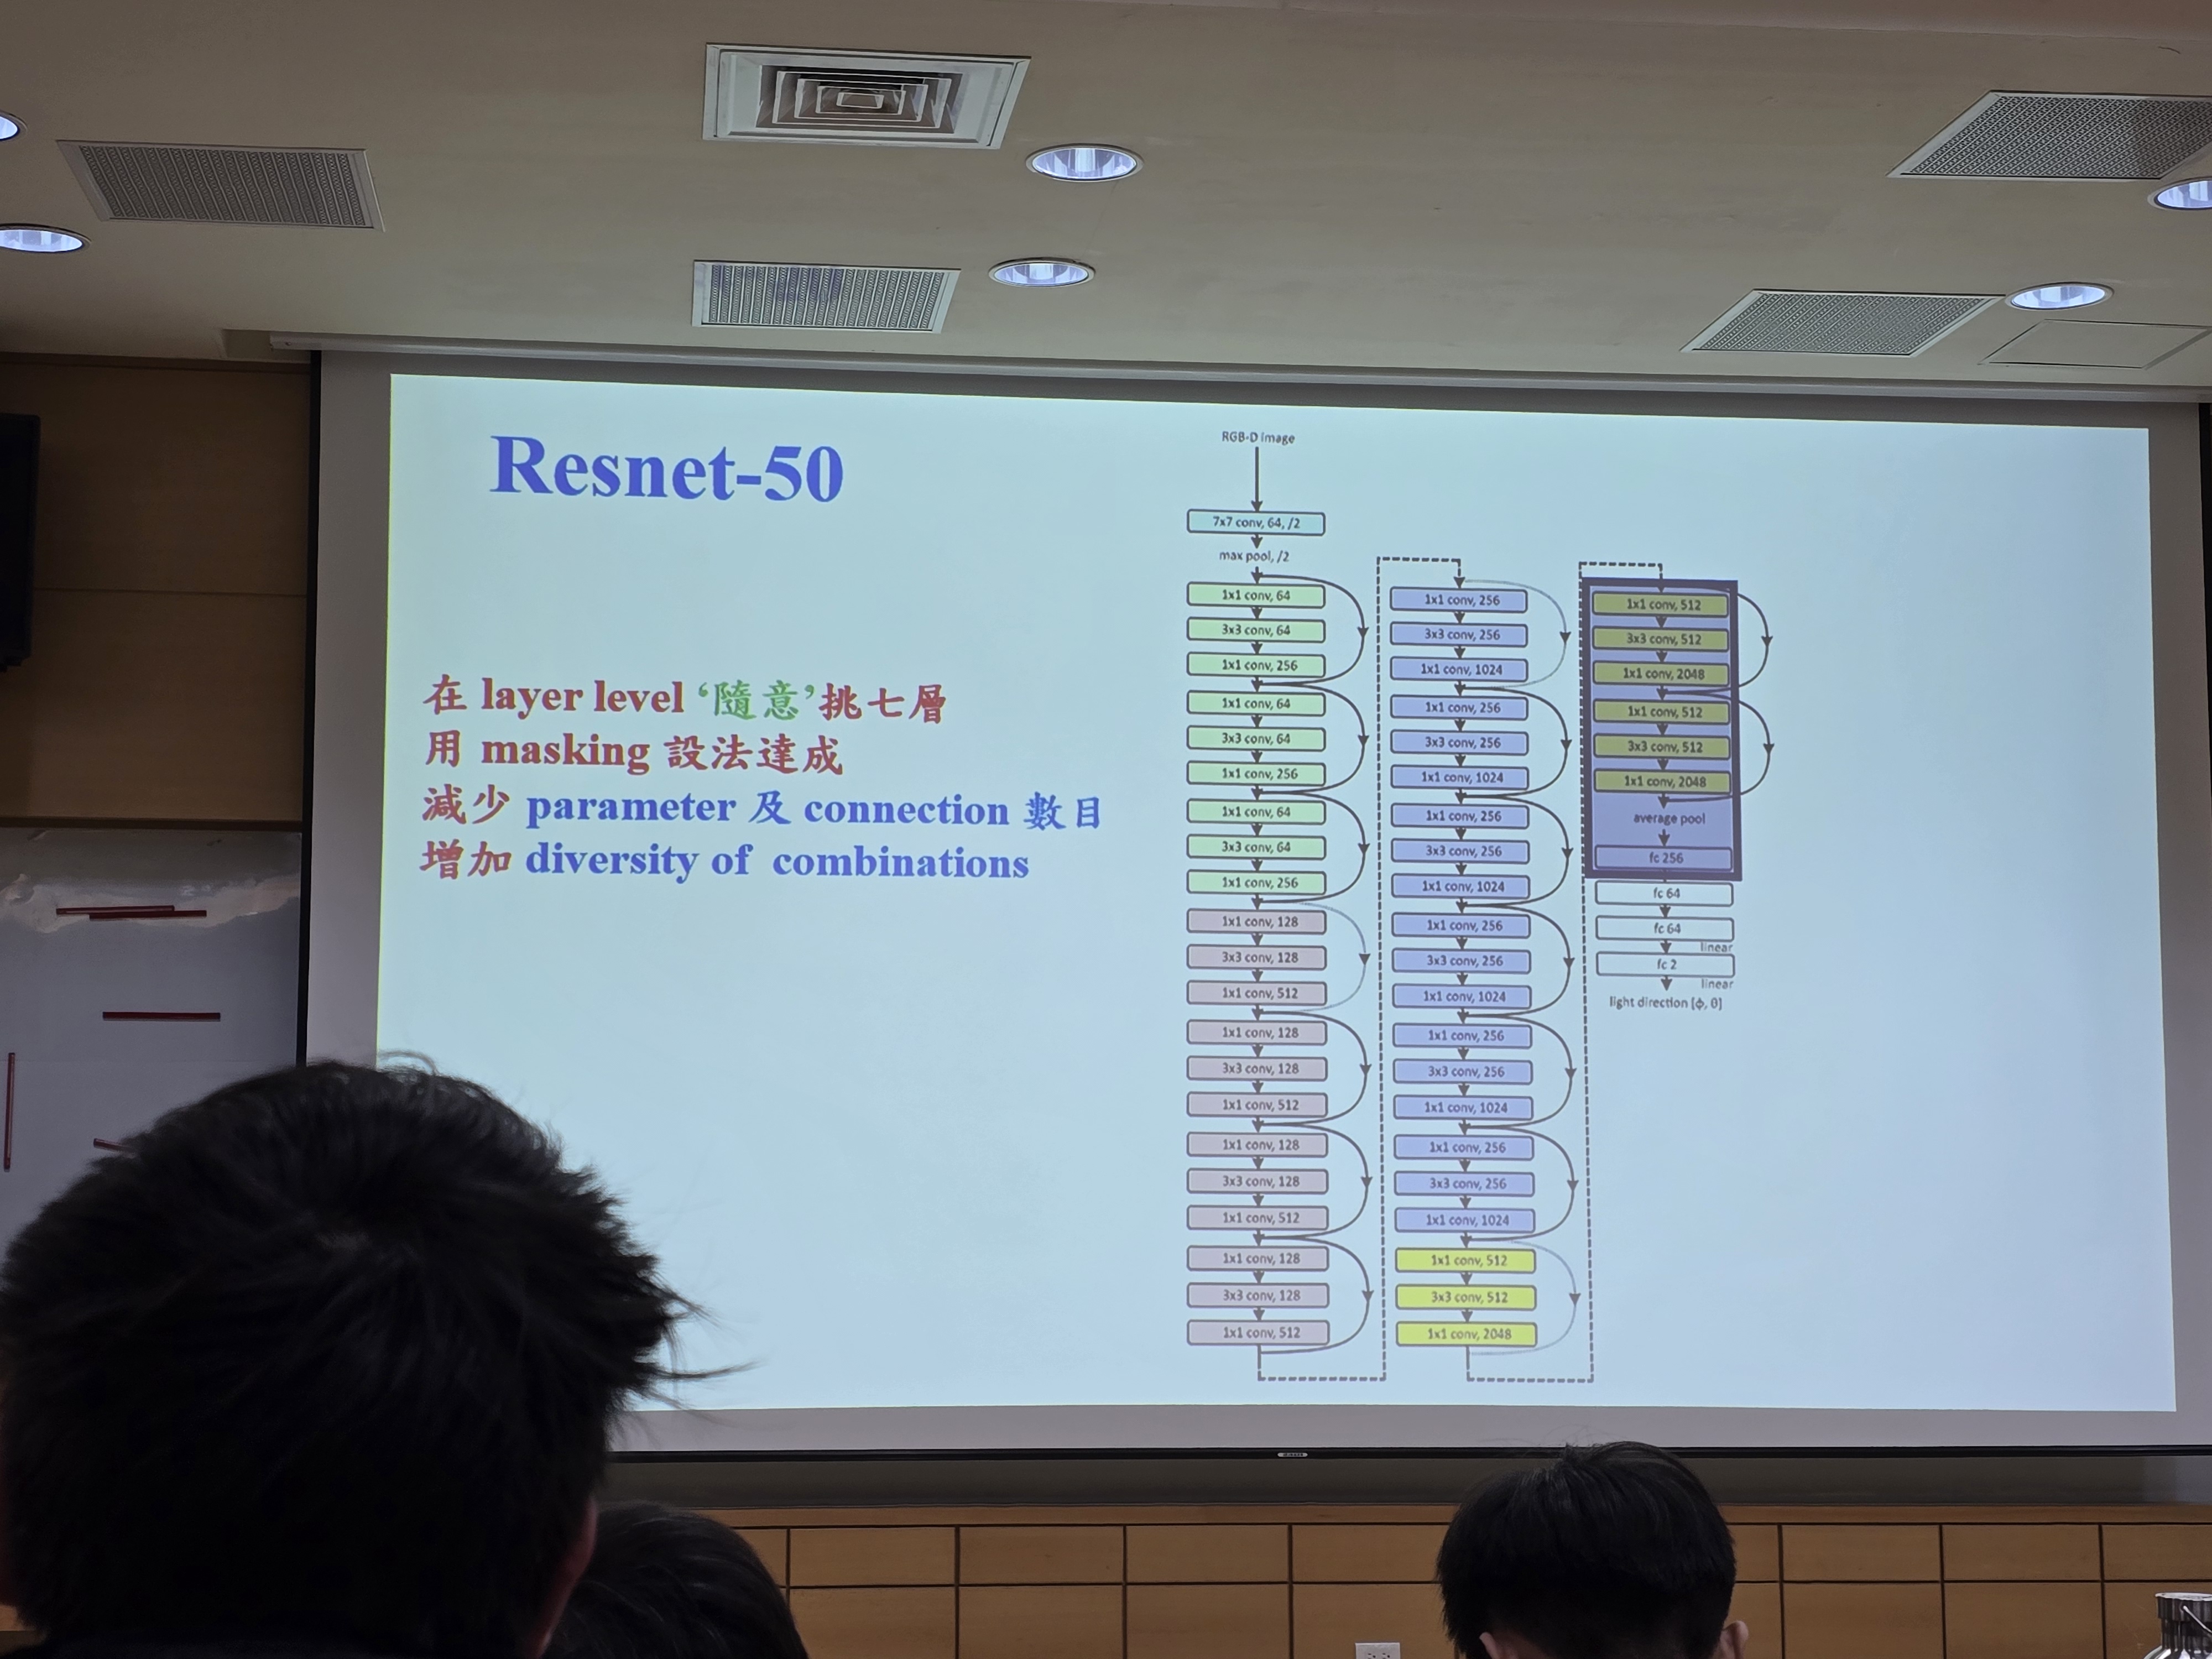 Resnet-50
在 layer level ‘隨意’挑七層
用 masking 設法達成
減少 parameter 及 connection 數目
增加 diversity of combinations
RGB-D image
7x7 conv, 64, /2
max pool, /2
1x1 conv, 64
3x3 conv, 64
1x1 conv, 256
1x1 conv, 64
3x3 conv, 64
1x1 conv, 256
1x1 conv, 64
3x3 conv, 64
1x1 conv, 256
1x1 conv, 128
3x3 conv, 128
1x1 conv, 512
1x1 conv, 128
3x3 conv, 128
1x1 conv, 512
1x1 conv, 128
3x3 conv, 128
1x1 conv, 512
1x1 conv, 128
3x3 conv, 128
1x1 conv, 512
1x1 conv, 256
3x3 conv, 256
1x1 conv, 1024
1x1 conv, 256
3x3 conv, 256
1x1 conv, 1024
1x1 conv, 256
3x3 conv, 256
1x1 conv, 1024
1x1 conv, 256
3x3 conv, 256
1x1 conv, 1024
1x1 conv, 256
3x3 conv, 256
1x1 conv, 1024
1x1 conv, 256
3x3 conv, 256
1x1 conv, 1024
1x1 conv, 512
3x3 conv, 512
1x1 conv, 2048
1x1 conv, 512
3x3 conv, 512
1x1 conv, 2048
1x1 conv, 512
3x3 conv, 512
1x1 conv, 2048
average pool
fc 256
fc 64
fc 64
linear
fc 2
linear
light direction [ϕ, θ]